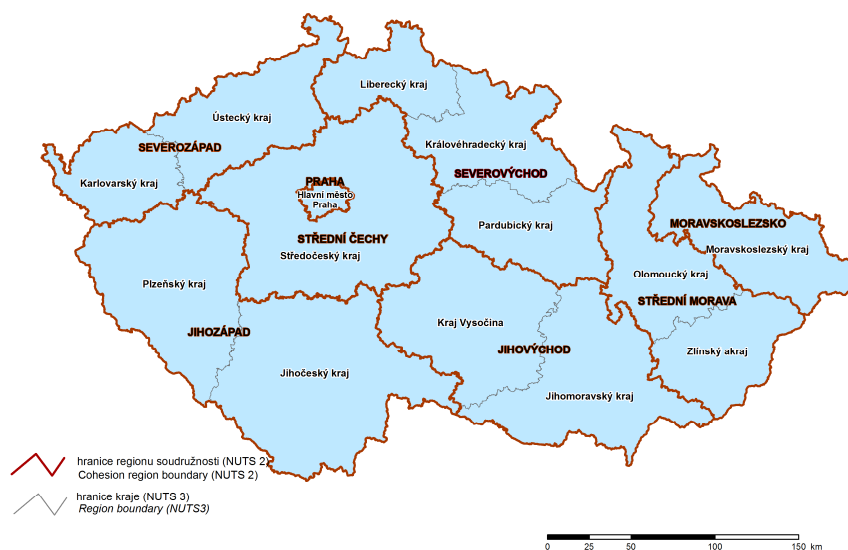 Liberecký kraj
Ústecký kraj
Královéhradecký kraj
SEVEROZÁPAD
SEVEROVÝCHOD
PRAHA
Karlovarský kraj
Hlavní město
Praha
Pardubický kraj
MORAVSKOSLEZSKO
STŘEDNÍ ČECHY
Moravskoslezský kraj
Středočeský kraj
Olomoucký kraj
Plzeňský kraj
STŘEDNÍ MORAVA
Kraj Vysočina
JIHOZÁPAD
JIHOVÝCHOD
Zlínský akraj
Jihočeský kraj
Jihomoravský kraj
hranice regionu soudružnosti (NUTS 2)
Cohesion region boundary (NUTS 2)
hranice kraje (NUTS 3)
Region boundary (NUTS3)
0 25 50 100 150 km